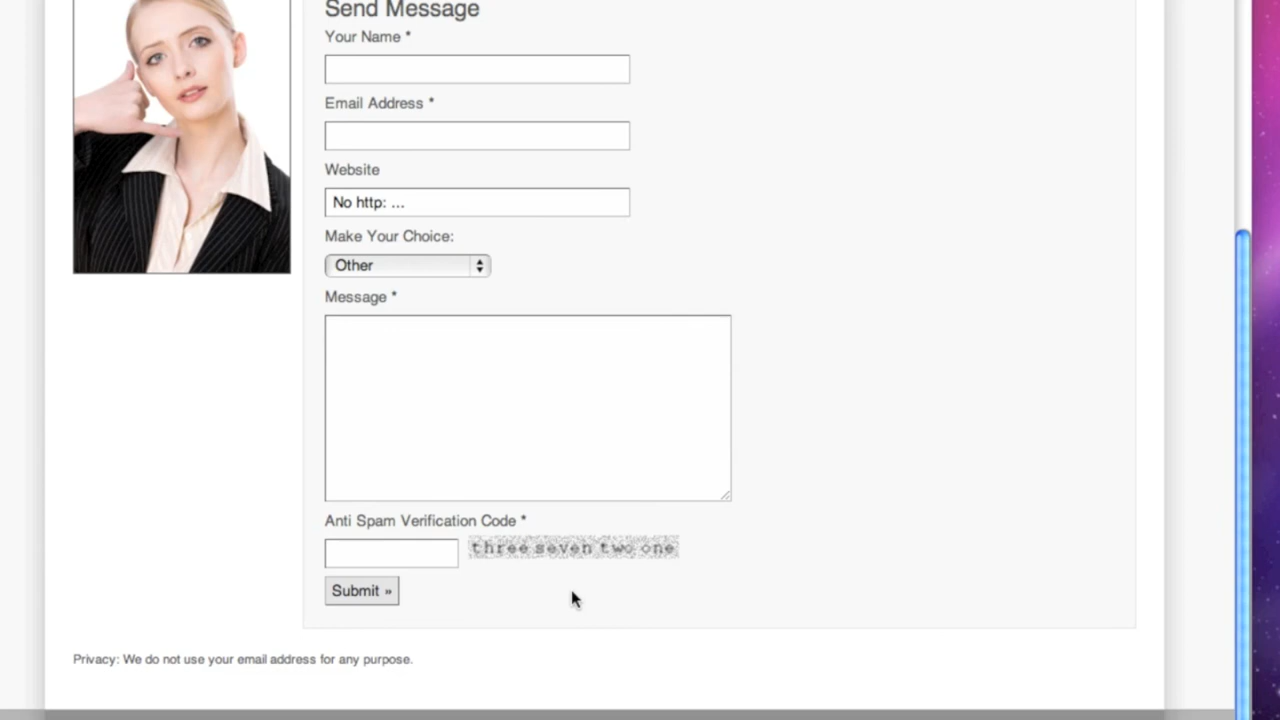 Send Message
Your Name *
Email Address *
Website
No http: ...
Make Your Choice:
Other
Message *
Anti Spam Verification Code *
three seven two one
Submit »
Privacy: We do not use your email address for any purpose.